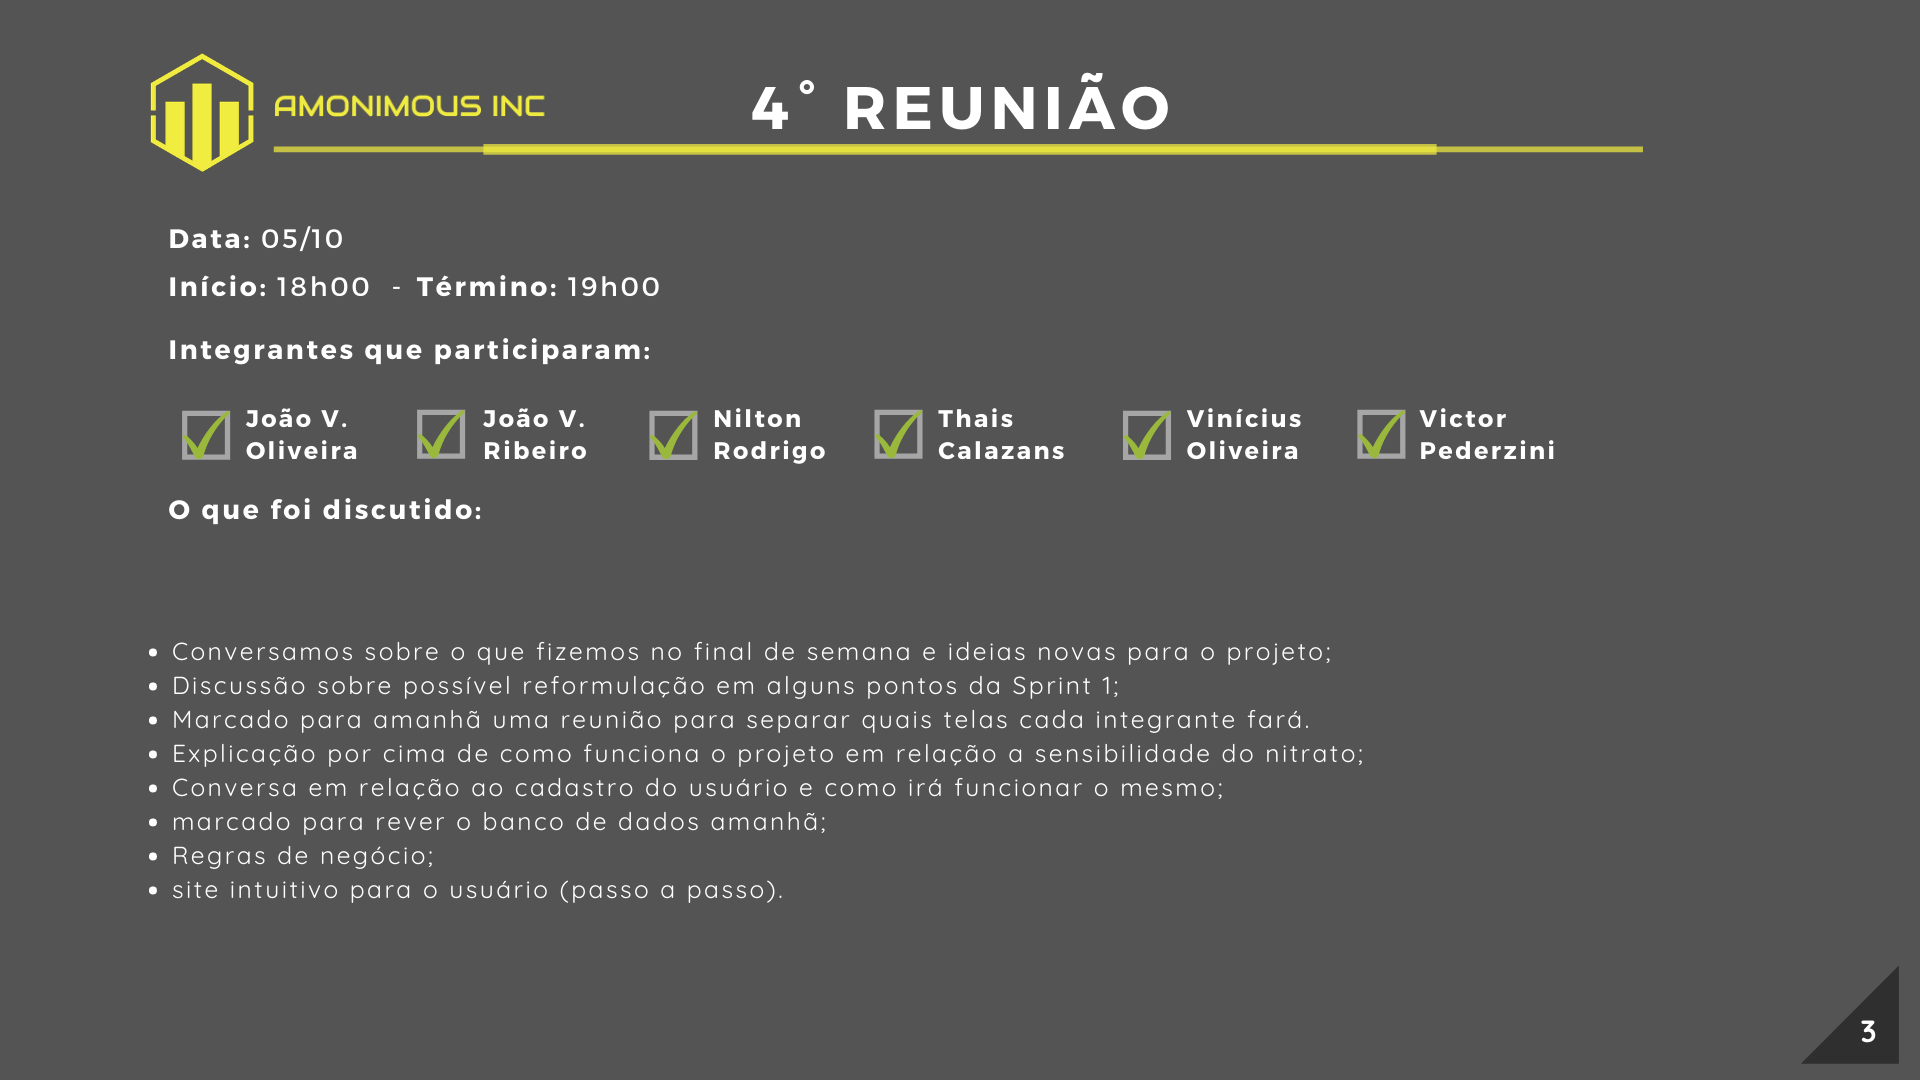 AMONIMOUS INC
4° REUNIÃO
Data: 05/10
Início: 18h00 - Término: 19h00
Integrantes que participaram:
João V. Oliveira
João V. Ribeiro
Nilton Rodrigo
Thais Calazans
Vinícius Oliveira
Victor Pederzini
O que foi discutido:
• Conversamos sobre o que fizemos no final de semana e ideias novas para o projeto;
• Discussão sobre possível reformulação em alguns pontos da Sprint 1;
• Marcado para amanhã uma reunião para separar quais telas cada integrante fará.
• Explicação por cima de como funciona o projeto em relação a sensibilidade do nitrato;
• Conversa em relação ao cadastro do usuário e como irá funcionar o mesmo;
• marcado para rever o banco de dados amanhã;
• Regras de negócio;
• site intuitivo para o usuário (passo a passo).
3